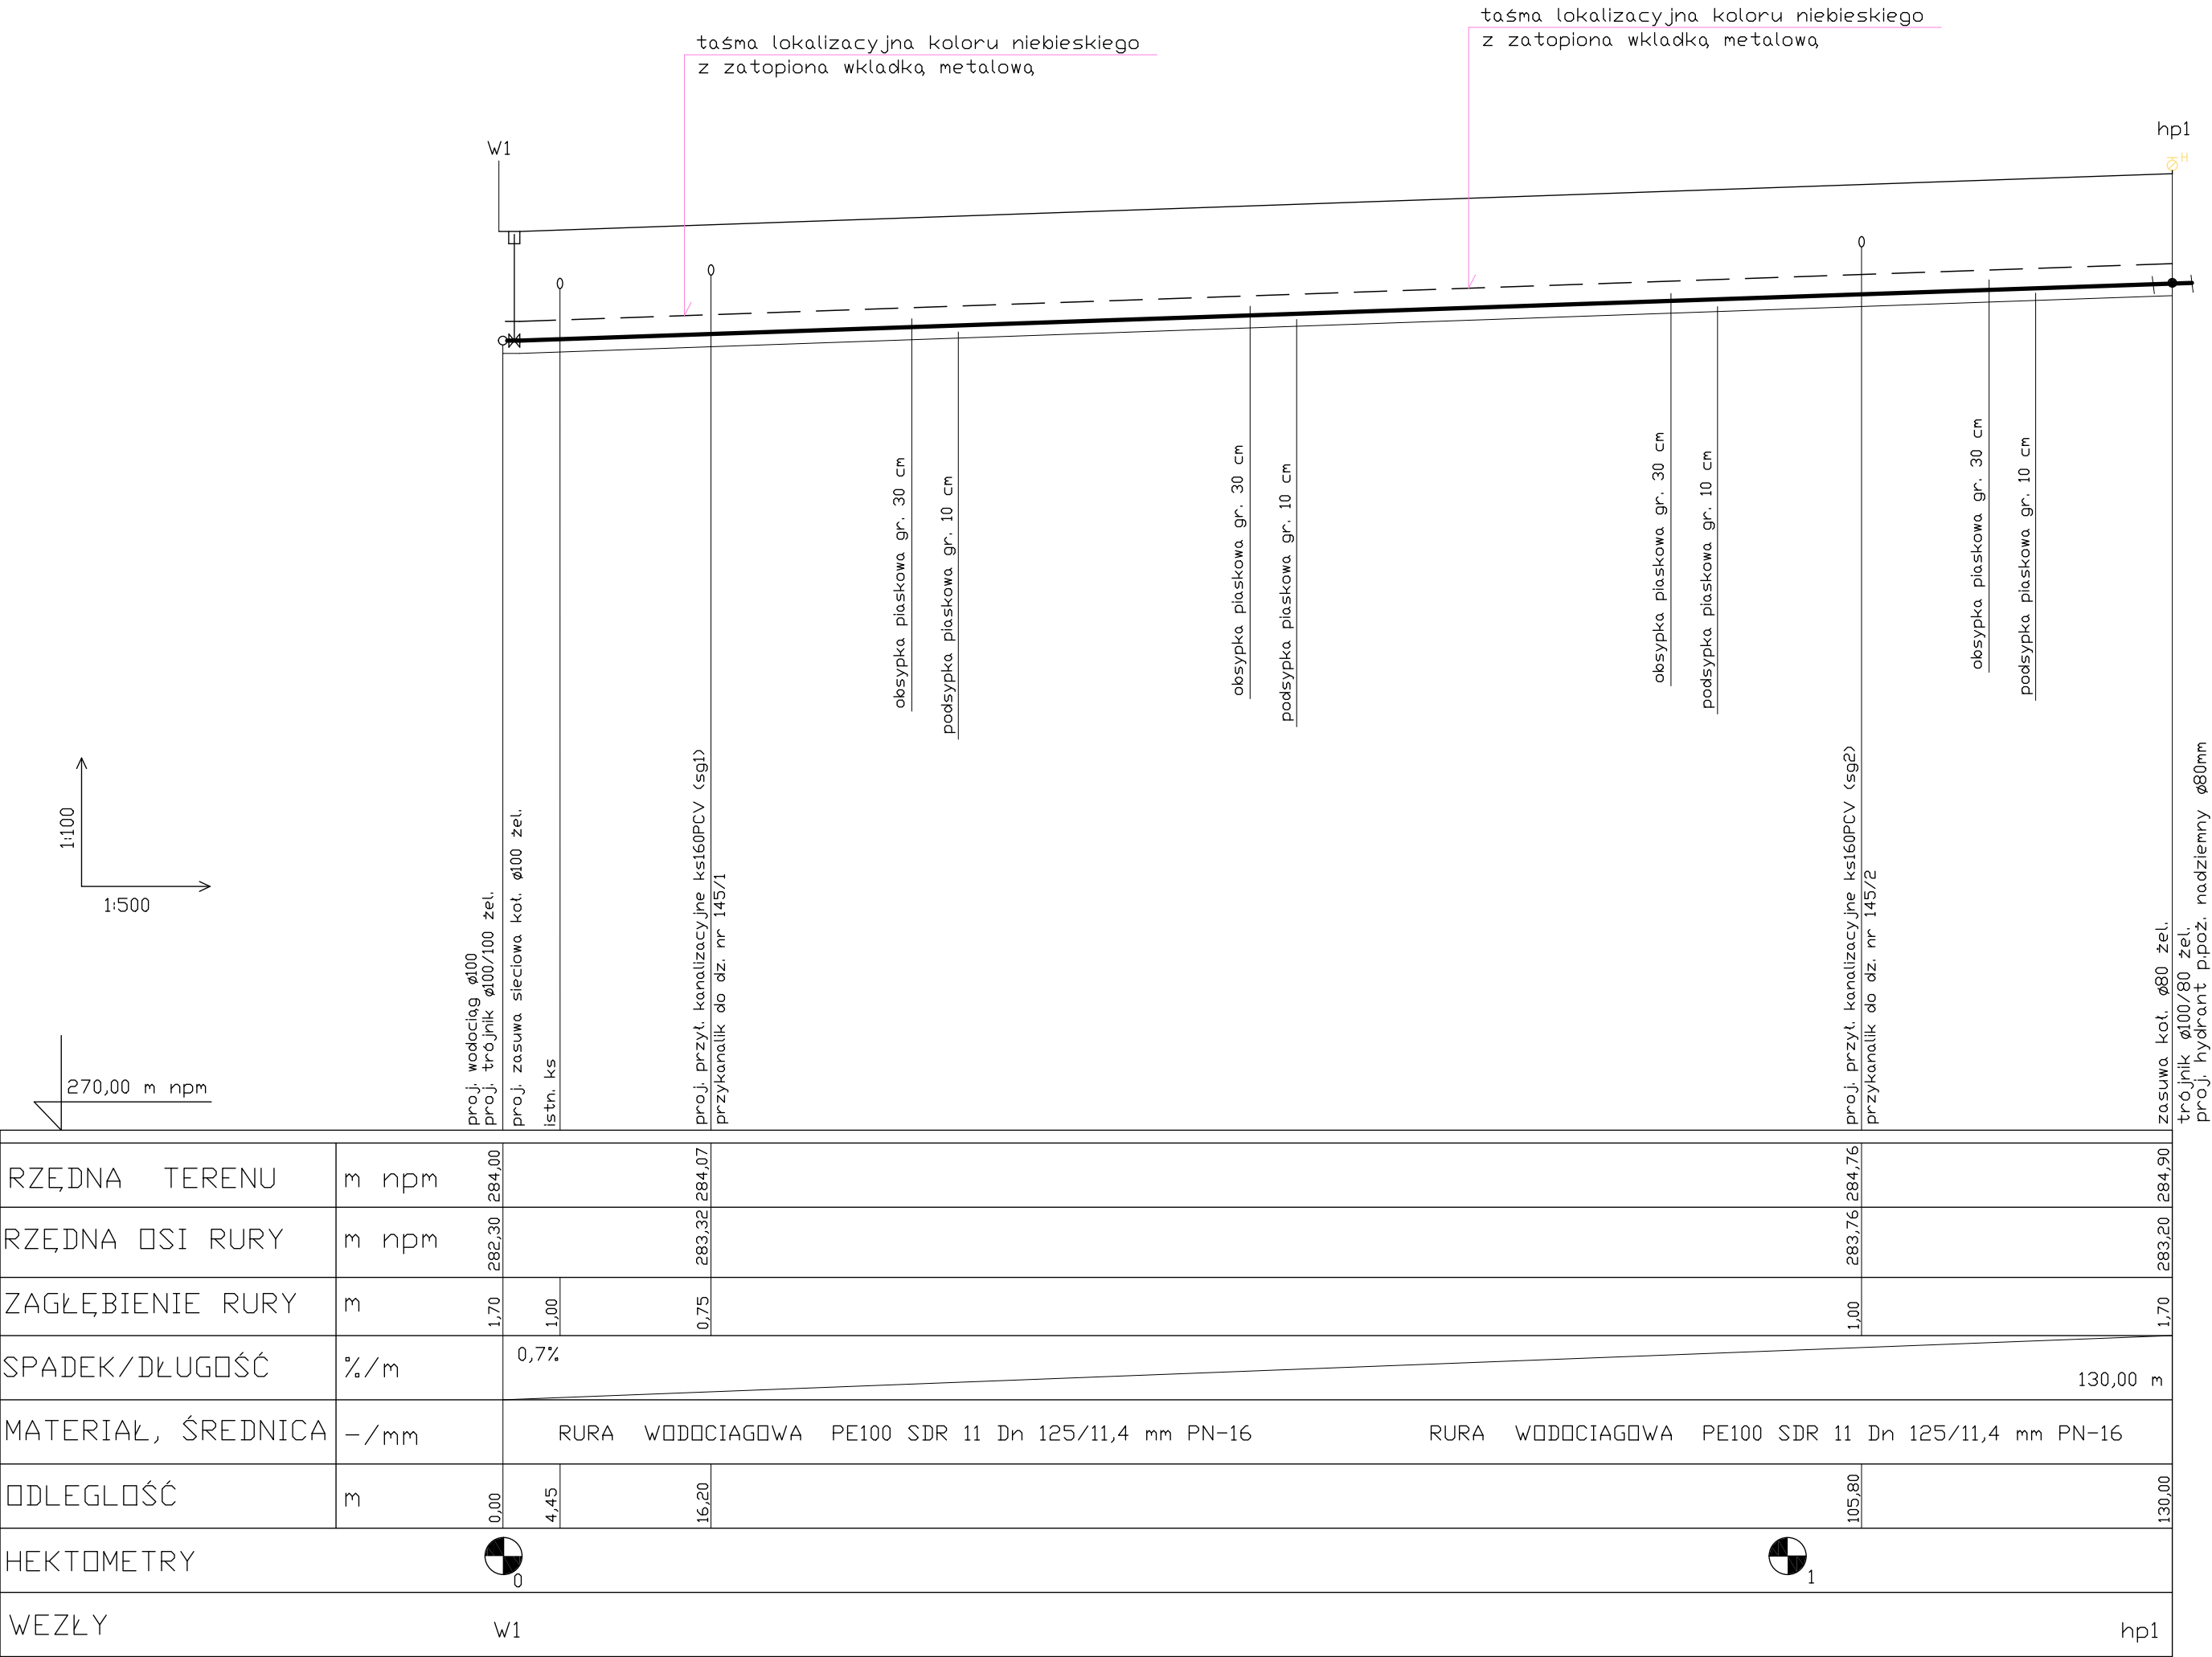 taśma lokalizacyjna koloru niebieskiego
z zatopiona wkladką metalową
taśma lokalizacyjna koloru niebieskiego
z zatopiona wkladką metalową
W1
hp1
H
obsypka piaskowa gr. 30 cm
podsypka piaskowa gr. 10 cm
obsypka piaskowa gr. 30 cm
podsypka piaskowa gr. 10 cm
obsypka piaskowa gr. 30 cm
podsypka piaskowa gr. 10 cm
obsypka piaskowa gr. 30 cm
podsypka piaskowa gr. 10 cm
1:100
1:500
270,00 m npm
proj. wodociąg ø100
proj. trójnik ø100/100 żel.
proj. zasuwa sieciowa koł. ø100 żel.
istn. ks
proj. przył. kanalizacyjne ks160PCV (sg1)
przykanalik do dz. nr 145/1
proj. przył. kanalizacyjne ks160PCV (sg2)
przykanalik do dz. nr 145/2
zasuwa koł. ø80 żel.
trójnik ø100/80 żel.
proj. hydrant p.poż. nadziemny ø80mm
RZĘDNA TERENU m npm 284,00 284,07 284,76 284,90
RZĘDNA OSI RURY m npm 282,30 283,32 283,76 283,20
ZAGŁĘBIENIE RURY m 1,70 1,00 0,75 1,00 1,70
SPADEK/DŁUGOŚĆ %/m 0,7% 130,00 m
MATERIAŁ, ŚREDNICA -/mm RURA WODOCIAGOWA PE100 SDR 11 Dn 125/11,4 mm PN-16 RURA WODOCIAGOWA PE100 SDR 11 Dn 125/11,4 mm PN-16
ODLEGLOŚĆ m 0,00 4,45 16,20 105,80 130,00
HEKTOMETRY 0 1
WEZŁY W1 hp1